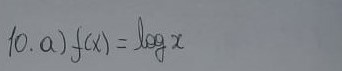 10. a) f(x) = log x